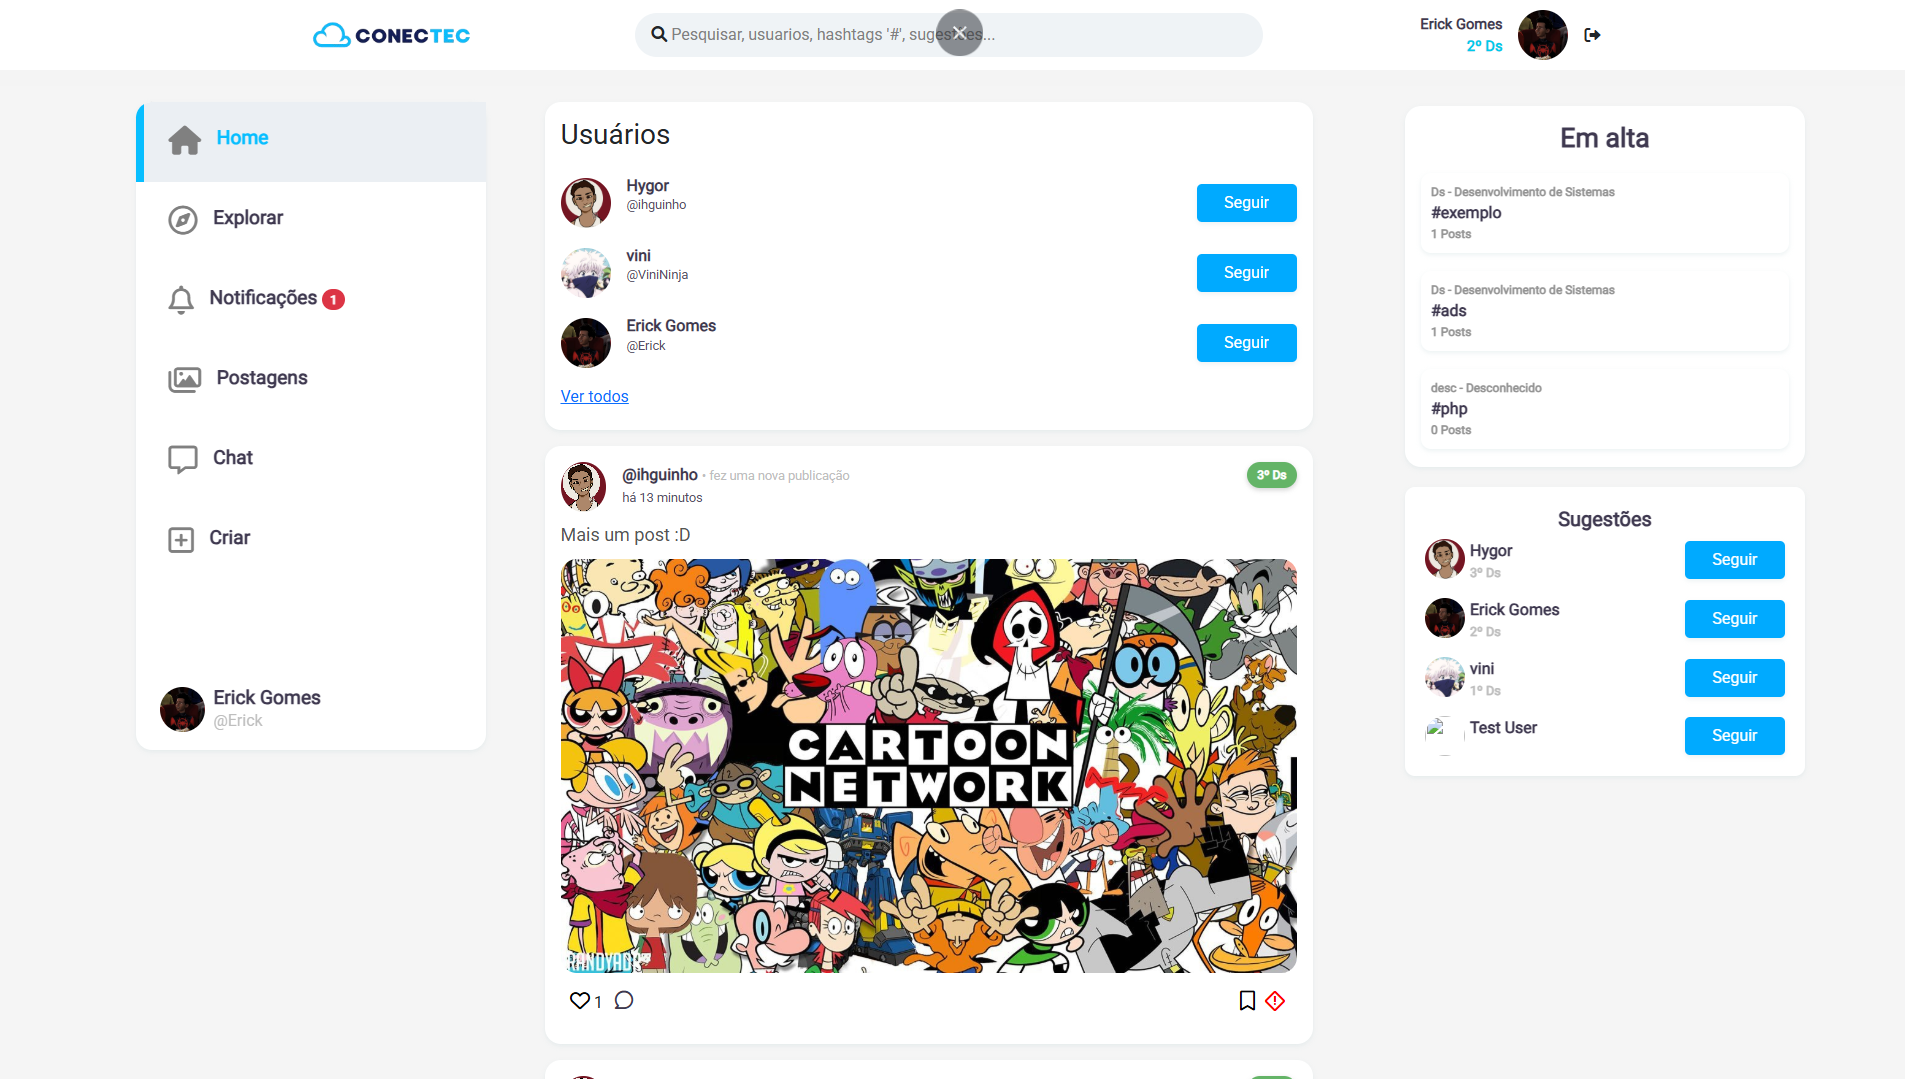 CONECTEC
Pesquisar, usuarios, hashtags '#', sugestões...
Erick Gomes
2º Ds
Home
Explorar
Notificações 1
Postagens
Chat
Criar
Erick Gomes
@Erick
Usuários
Hygor
@ihguinho
Seguir
vini
@ViniNinja
Seguir
Erick Gomes
@Erick
Seguir
Ver todos
@ihguinho • fez uma nova publicação
há 13 minutos
3º Ds
Mais um post :D
CARTOON
NETWORK
1
Em alta
Ds - Desenvolvimento de Sistemas
#exemplo
1 Posts
Ds - Desenvolvimento de Sistemas
#ads
1 Posts
desc - Desconhecido
#php
0 Posts
Sugestões
Hygor
3º Ds
Seguir
Erick Gomes
2º Ds
Seguir
vini
1º Ds
Seguir
Test User
Seguir